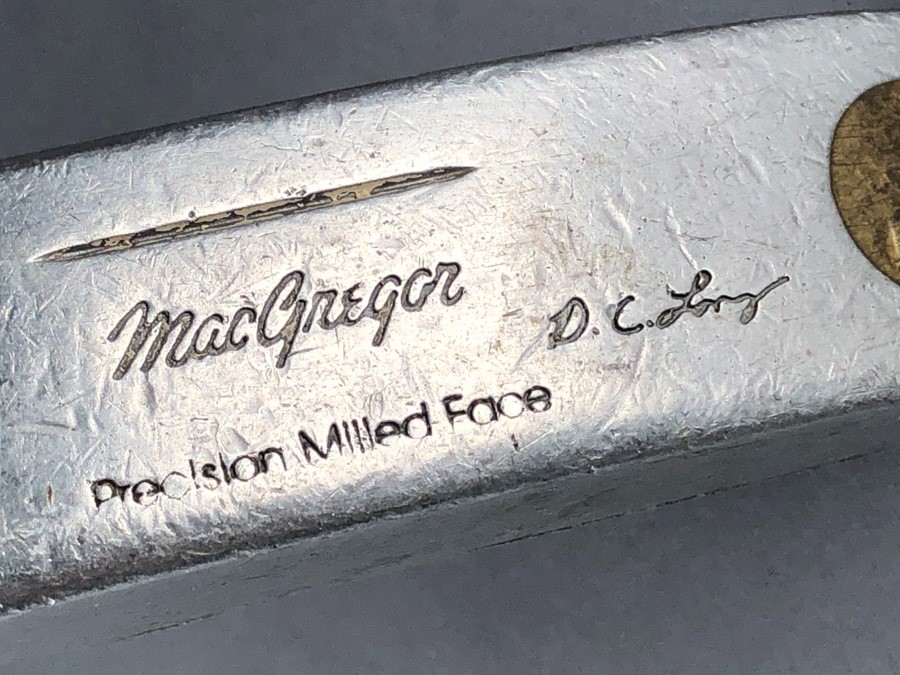 MacGregor
D. C. Long
Precision Milled Face